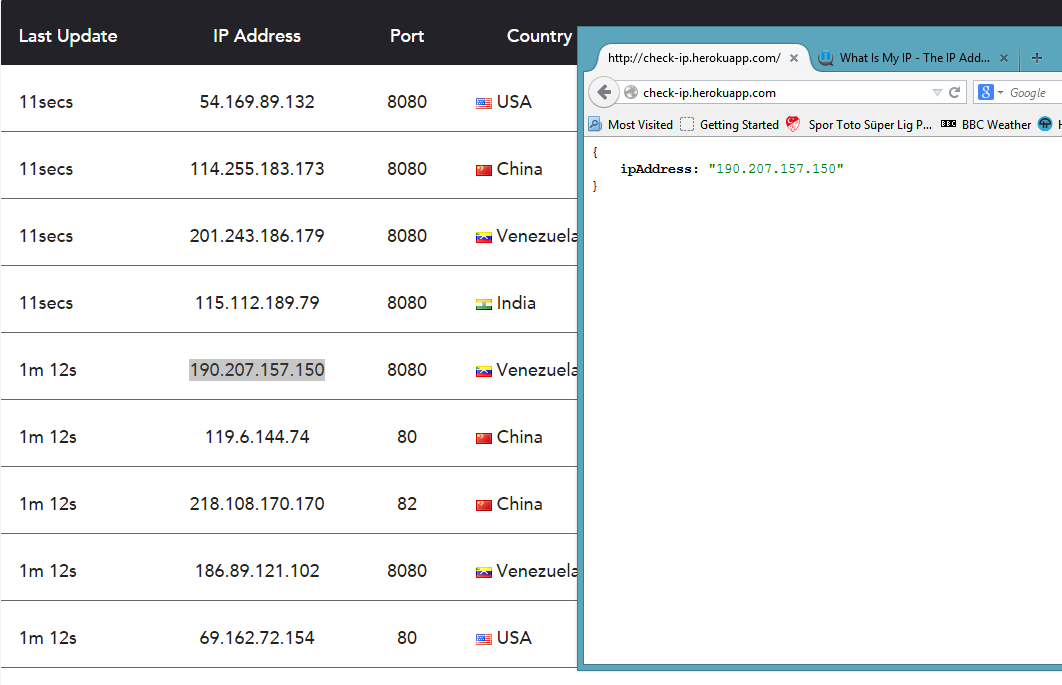 Last Update IP Address Port Country
11secs 54.169.89.132 8080 USA
11secs 114.255.183.173 8080 China
11secs 201.243.186.179 8080 Venezuela
11secs 115.112.189.79 8080 India
1m 12s 190.207.157.150 8080 Venezuela
1m 12s 119.6.144.74 80 China
1m 12s 218.108.170.170 82 China
1m 12s 186.89.121.102 8080 Venezuela
1m 12s 69.162.72.154 80 USA
http://check-ip.herokuapp.com/ What Is My IP - The IP Add...
check-ip.herokuapp.com Google
Most Visited Getting Started Spor Toto Süper Lig P... BBC BBC Weather H
{
ipAddress: "190.207.157.150"
}